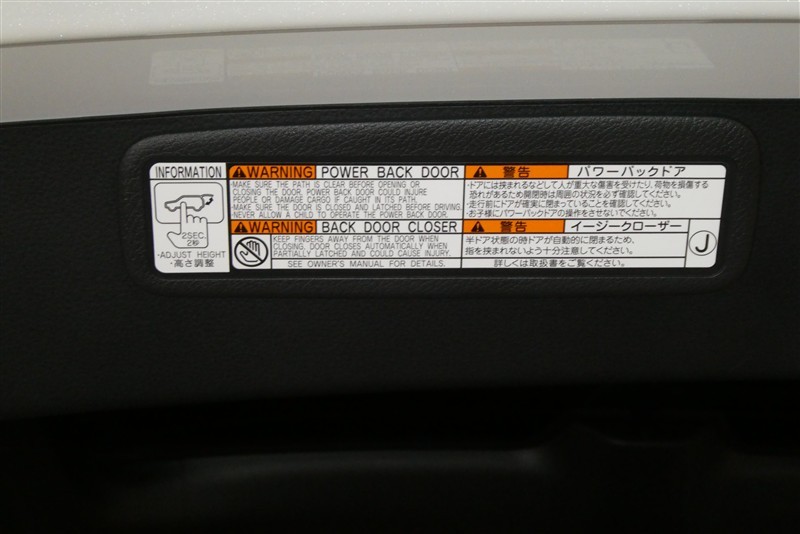 INFORMATION
2SEC.
2秒
・ADJUST HEIGHT
・高さ調整
WARNING POWER BACK DOOR
・MAKE SURE THE PATH IS CLEAR BEFORE OPENING OR
CLOSING THE DOOR. POWER BACK DOOR COULD INJURE
PEOPLE OR DAMAGE CARGO IF CAUGHT IN ITS PATH.
・MAKE SURE THE DOOR IS CLOSED AND LATCHED BEFORE DRIVING.
・NEVER ALLOW A CHILD TO OPERATE THE POWER BACK DOOR.
WARNING BACK DOOR CLOSER
KEEP FINGERS AWAY FROM THE DOOR WHEN
CLOSING. DOOR CLOSES AUTOMATICALLY WHEN
PARTIALLY LATCHED AND COULD CAUSE INJURY.
SEE OWNER'S MANUAL FOR DETAILS.
警告 パワーバックドア
・ドアには挟まれるなどして人が重大な傷害を受けたり、荷物を損傷する
恐れがあるため開閉時は周囲の状況を必ず確認してください。
・走行前にドアが確実に閉まっていることを確認してください。
・お子様にパワーバックドアの操作をさせないでください。
警告 イージークローザー
半ドア状態の時ドアが自動的に閉まるため、
指を挟まれないよう十分注意してください。
詳しくは取扱書をご覧ください。
J